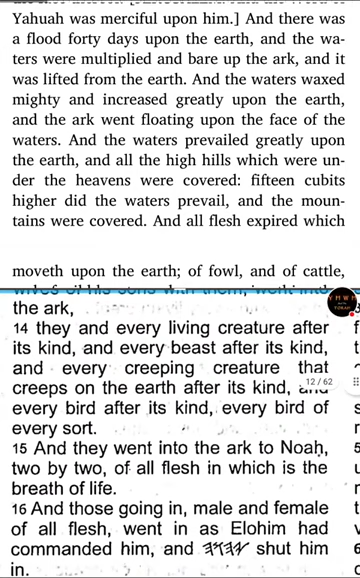 Yahuah was merciful upon him.] And there was
a flood forty days upon the earth, and the wa-
ters were multiplied and bare up the ark, and it
was lifted from the earth. And the waters waxed
mighty and increased greatly upon the earth,
and the ark went floating upon the face of the
waters. And the waters prevailed greatly upon
the earth, and all the high hills which were un-
der the heavens were covered: fifteen cubits
higher did the waters prevail, and the moun-
tains were covered. And all flesh expired which
moveth upon the earth; of fowl, and of cattle,
the ark,
14 they and every living creature after
its kind, and every beast after its kind,
and every creeping creature that
creeps on the earth after its kind, and
12/62
every bird after its kind, every bird of
every sort.
15 And they went into the ark to Noaḥ,
two by two, of all flesh in which is the
breath of life.
16 And those going in, male and female
of all flesh, went in as Elohim had
commanded him, and 𐤉𐤄𐤅𐤄 shut him
in.